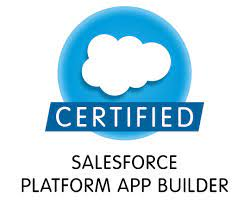 CERTIFIED
SALESFORCE
PLATFORM APP BUILDER